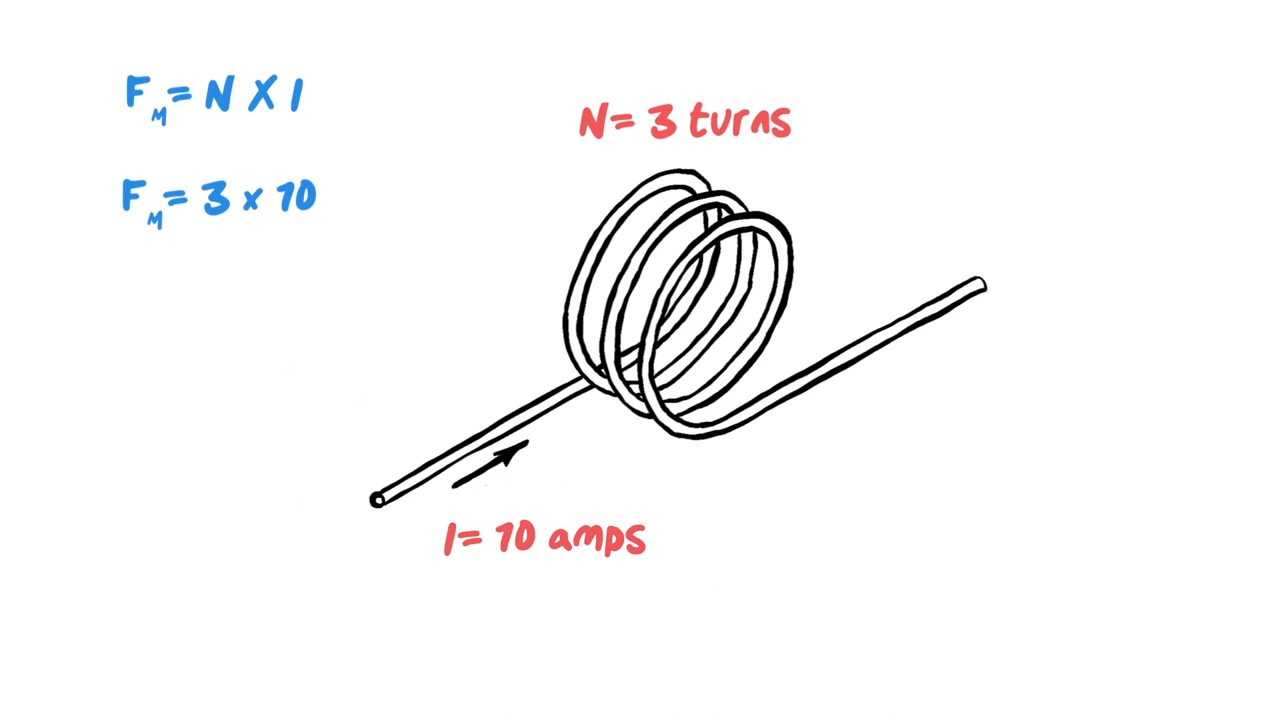 F_M = N X I
N = 3 turns
F_M = 3 x 10
I = 10 amps